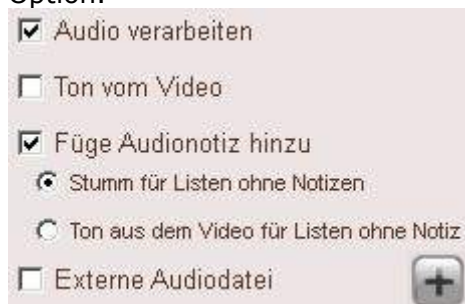 Option:
Audio verarbeiten
Ton vom Video
Füge Audionotiz hinzu
Stumm für Listen ohne Notizen
Ton aus dem Video für Listen ohne Notiz
Externe Audiodatei